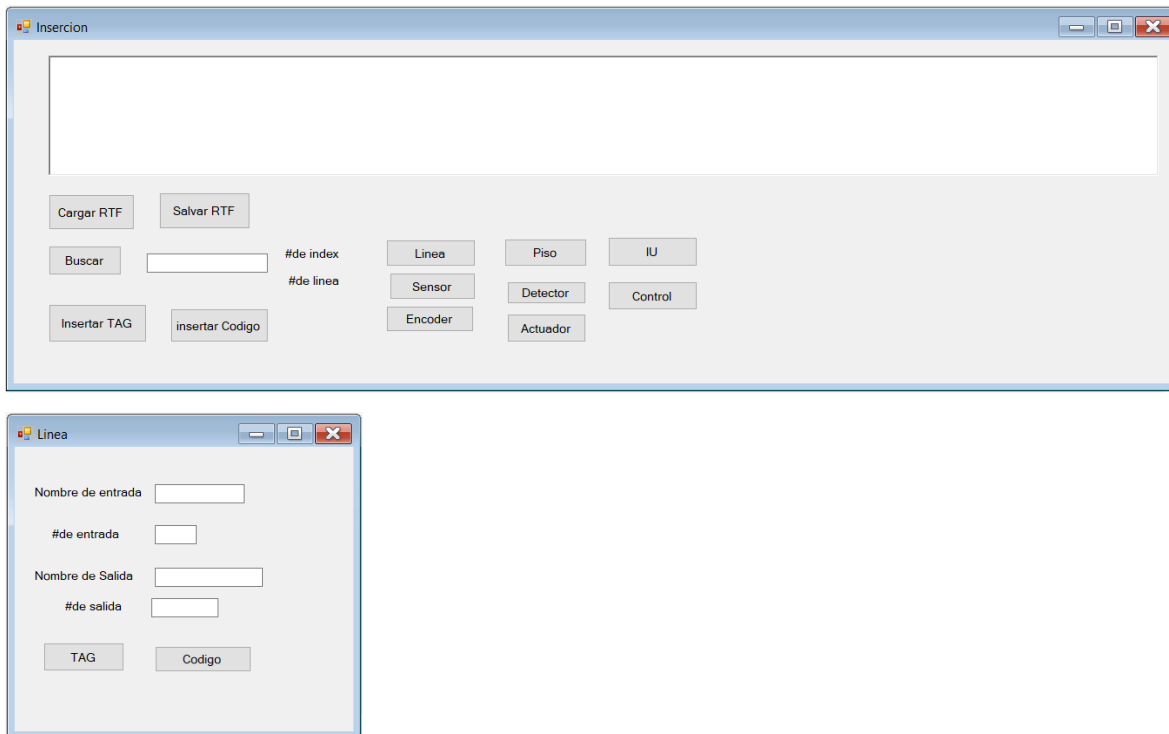 Insercion
Cargar RTF Salvar RTF
Buscar #de index Linea Piso IU
#de linea Sensor Detector Control
Insertar TAG insertar Codigo Encoder Actuador
Linea
Nombre de entrada
#de entrada
Nombre de Salida
#de salida
TAG Codigo